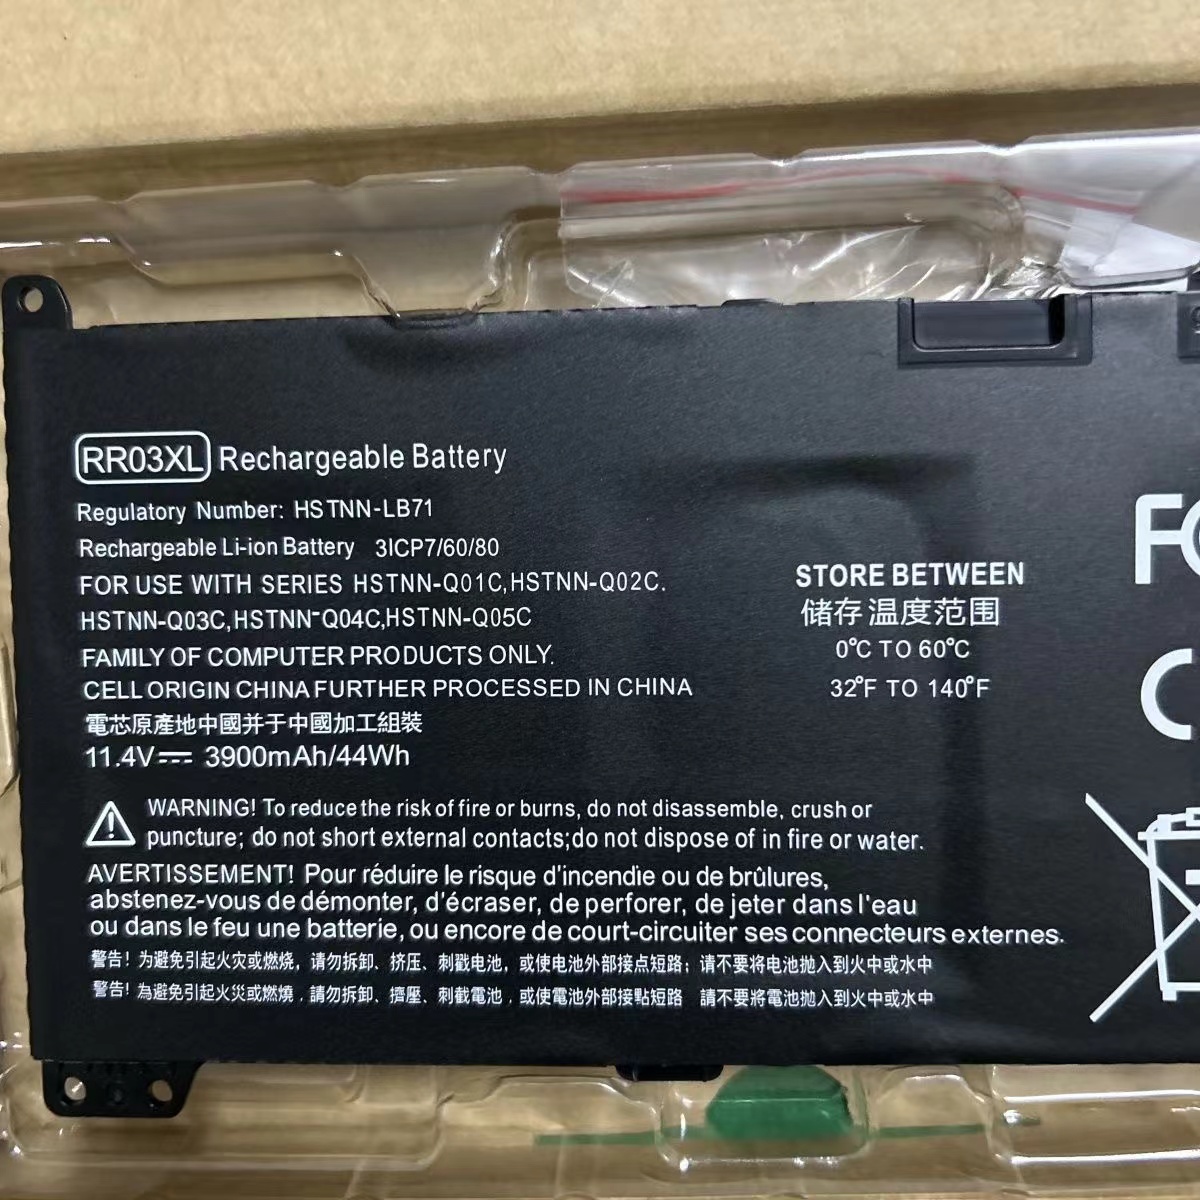 RR03XL Rechargeable Battery
Regulatory Number: HSTNN-LB71
Rechargeable Li-ion Battery 3ICP7/60/80
FOR USE WITH SERIES HSTNN-Q01C,HSTNN-Q02C.
HSTNN-Q03C,HSTNN-Q04C,HSTNN-Q05C
FAMILY OF COMPUTER PRODUCTS ONLY.
CELL ORIGIN CHINA FURTHER PROCESSED IN CHINA
電芯原產地中國并于中國加工組裝
11.4V⎓ 3900mAh/44Wh
STORE BETWEEN
储存温度范围
0°C TO 60°C
32°F TO 140°F
WARNING! To reduce the risk of fire or burns, do not disassemble, crush or
puncture; do not short external contacts;do not dispose of in fire or water.
AVERTISSEMENT! Pour réduire le risque d'incendie ou de brûlures,
abstenez-vous de démonter, d'écraser, de perforer, de jeter dans l'eau
ou dans le feu une batterie, ou encore de court-circuiter ses connecteurs externes.
警告! 为避免引起火灾或燃烧，请勿拆卸、挤压、刺戳电池，或使电池外部接点短路；请不要将电池抛入到火中或水中
警告! 為避免引起火災或燃燒，請勿拆卸、擠壓、刺戳電池，或使電池外部接點短路 請不要將電池抛入到火中或水中